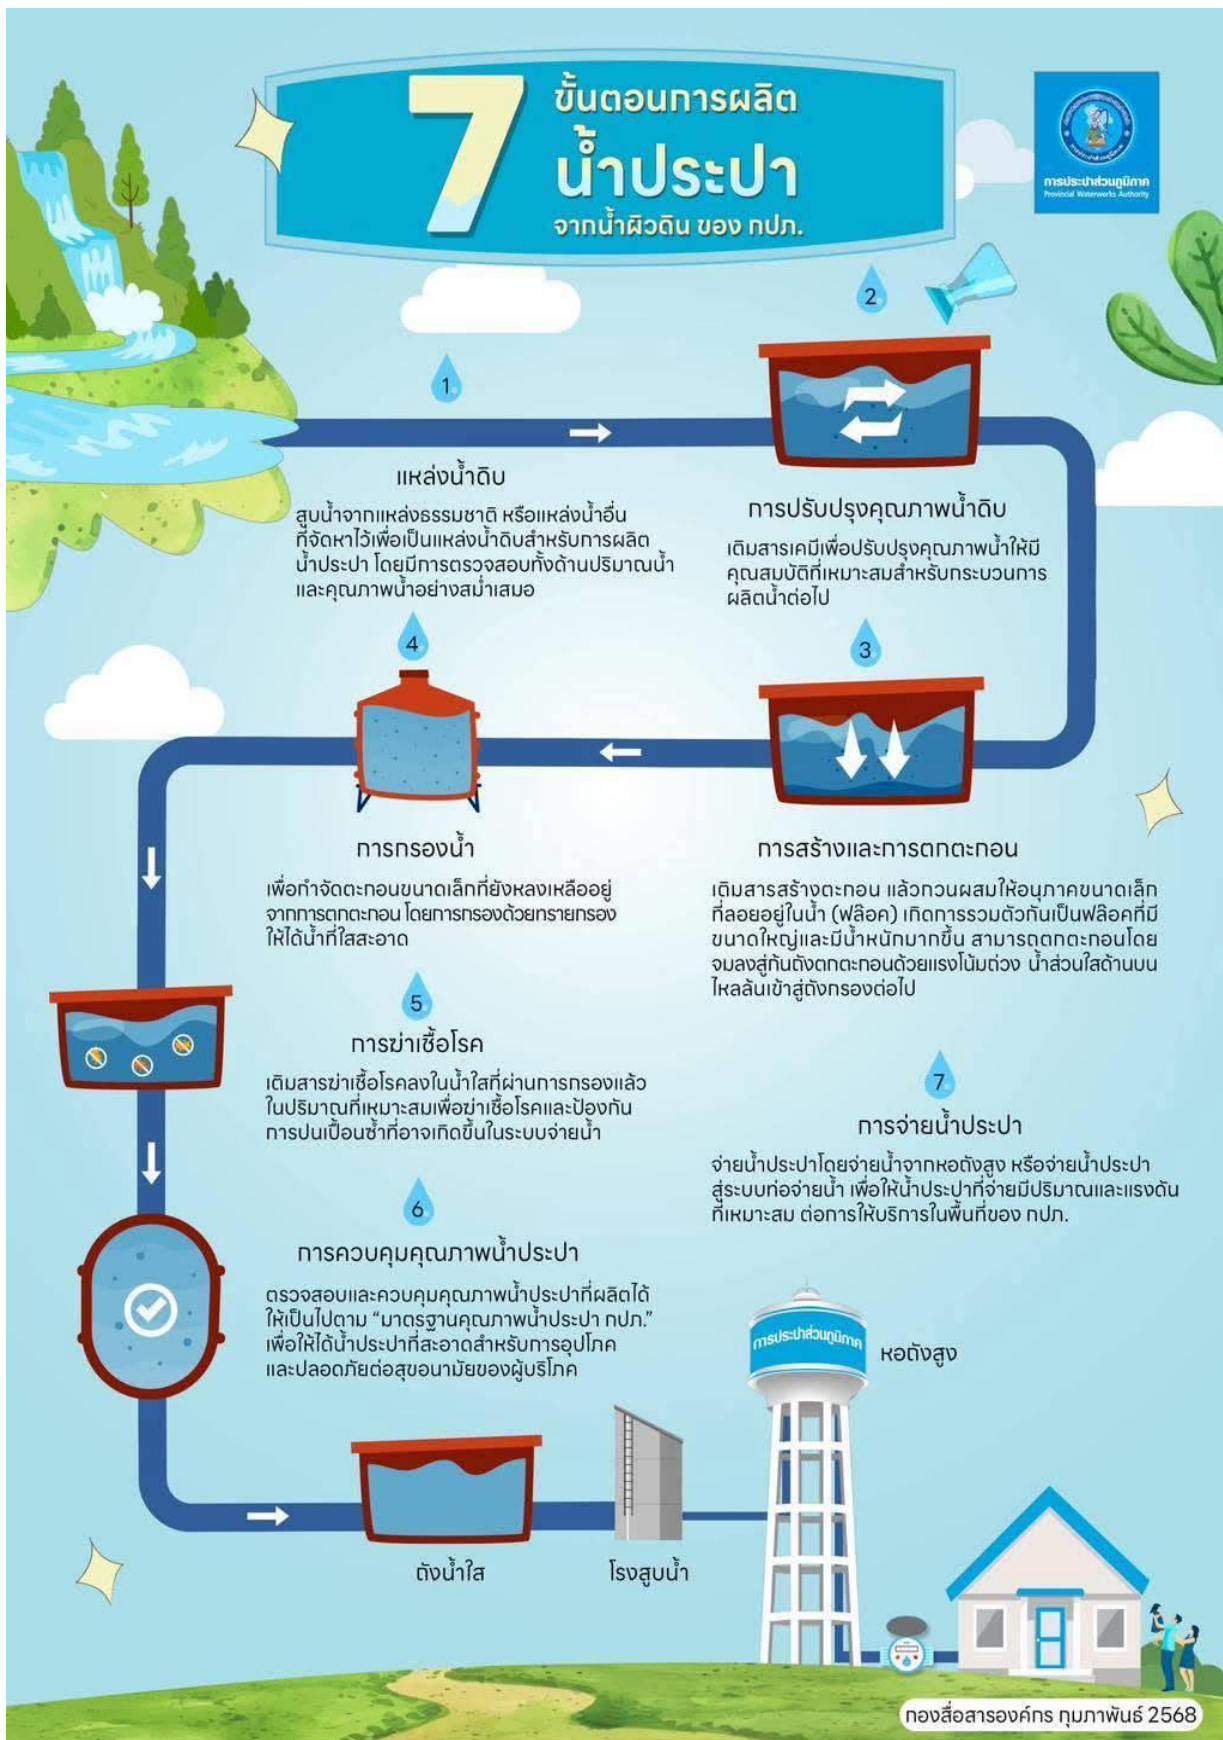 7
ขั้นตอนการผลิต
น้ำประปา
จากน้ำผิวดิน ของ กปภ.
การประปาส่วนภูมิภาค
Provincial Waterworks Authority
1.
แหล่งน้ำดิบ
สูบน้ำจากแหล่งธรรมชาติ หรือแหล่งน้ำอื่น
ที่จัดหาไว้เพื่อเป็นแหล่งน้ำดิบสำหรับการผลิต
น้ำประปา โดยมีการตรวจสอบทั้งด้านปริมาณน้ำ
และคุณภาพน้ำอย่างสม่ำเสมอ
2.
การปรับปรุงคุณภาพน้ำดิบ
เติมสารเคมีเพื่อปรับปรุงคุณภาพน้ำให้มี
คุณสมบัติที่เหมาะสมสำหรับกระบวนการ
ผลิตน้ำต่อไป
3.
การสร้างและการตกตะกอน
เติมสารสร้างตะกอน แล้วกวนผสมให้อนุภาคขนาดเล็ก
ที่ลอยอยู่ในน้ำ (ฟล๊อค) เกิดการรวมตัวกันเป็นฟล๊อคที่มี
ขนาดใหญ่และมีน้ำหนักมากขึ้น สามารถตกตะกอนโดย
จมลงสู่ก้นถังตกตะกอนด้วยแรงโน้มถ่วง น้ำส่วนใสด้านบน
ไหลล้นเข้าสู่ถังกรองต่อไป
4.
การกรองน้ำ
เพื่อกำจัดตะกอนขนาดเล็กที่ยังหลงเหลืออยู่
จากการตกตะกอน โดยการกรองด้วยทรายกรอง
ให้ได้น้ำที่ใสสะอาด
5.
การฆ่าเชื้อโรค
เติมสารฆ่าเชื้อโรคลงในน้ำใสที่ผ่านการกรองแล้ว
ในปริมาณที่เหมาะสมเพื่อฆ่าเชื้อโรคและป้องกัน
การปนเปื้อนซ้ำที่อาจเกิดขึ้นในระบบจ่ายน้ำ
6.
การควบคุมคุณภาพน้ำประปา
ตรวจสอบและควบคุมคุณภาพน้ำประปาที่ผลิตได้
ให้เป็นไปตาม “มาตรฐานคุณภาพน้ำประปา กปภ.”
เพื่อให้ได้น้ำประปาที่สะอาดสำหรับการอุปโภค
และปลอดภัยต่อสุขอนามัยของผู้บริโภค
7.
การจ่ายน้ำประปา
จ่ายน้ำประปาโดยจ่ายน้ำจากหอถังสูง หรือจ่ายน้ำประปา
สู่ระบบท่อจ่ายน้ำ เพื่อให้น้ำประปาที่จ่ายมีปริมาณและแรงดัน
ที่เหมาะสม ต่อการให้บริการในพื้นที่ของ กปภ.
การประปาส่วนภูมิภาค
หอถังสูง
ถังน้ำใส
โรงสูบน้ำ
กองสื่อสารองค์กร กุมภาพันธ์ 2568